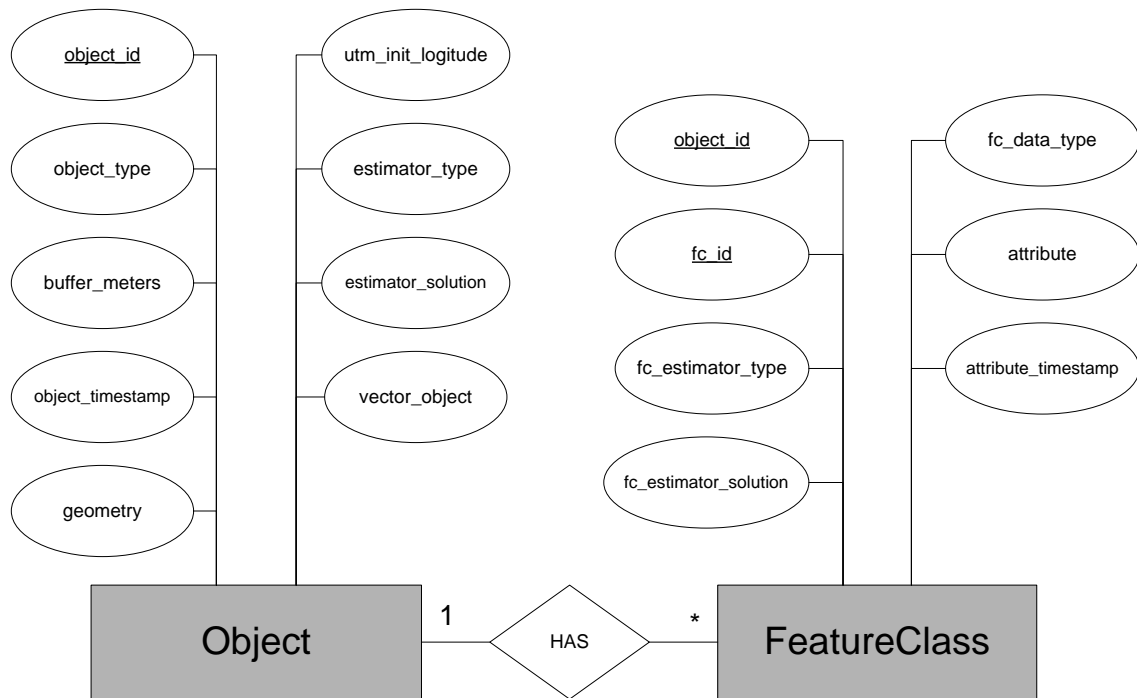 object_id
object_type
buffer_meters
object_timestamp
geometry
utm_init_logitude
estimator_type
estimator_solution
vector_object
object_id
fc_id
fc_estimator_type
fc_estimator_solution
fc_data_type
attribute
attribute_timestamp
Object
1
HAS
*
FeatureClass